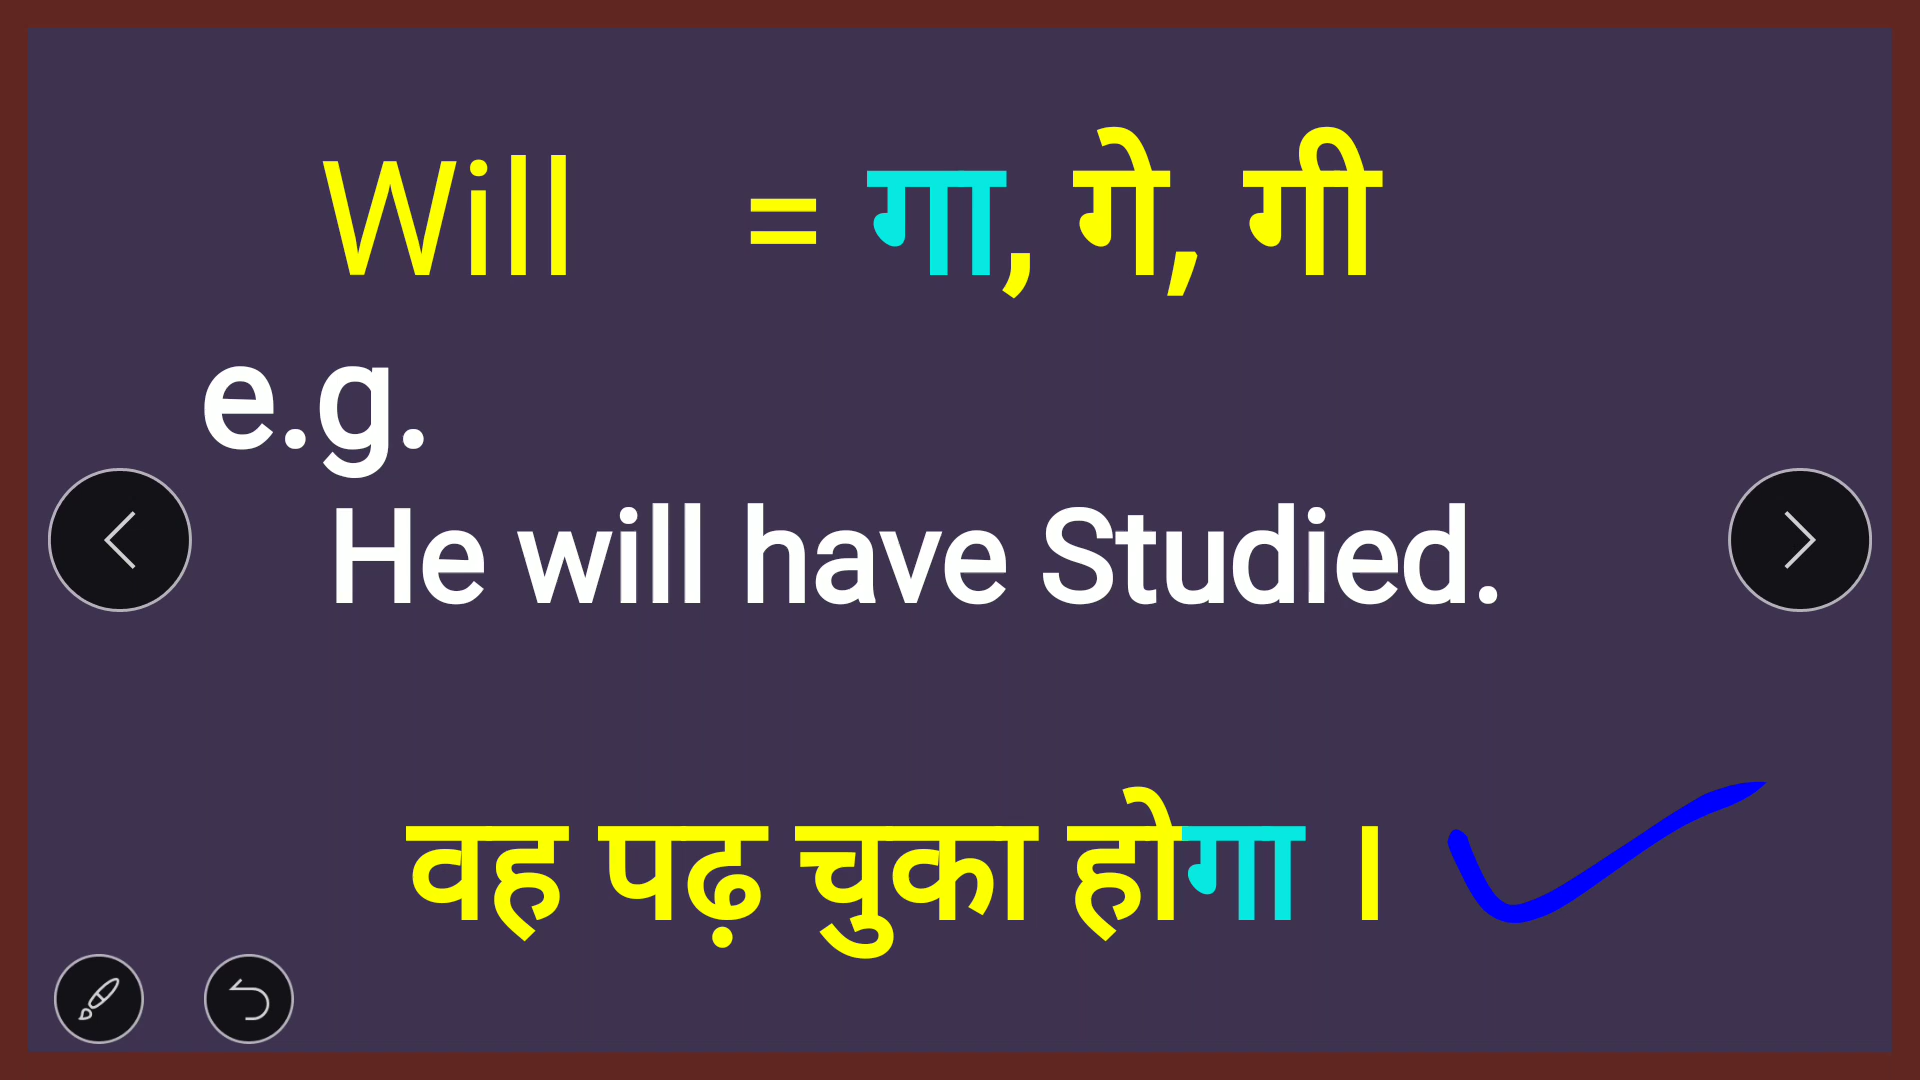 Will = गा, गे, गी
e.g.
He will have Studied.
वह पढ़ चुका होगा ।